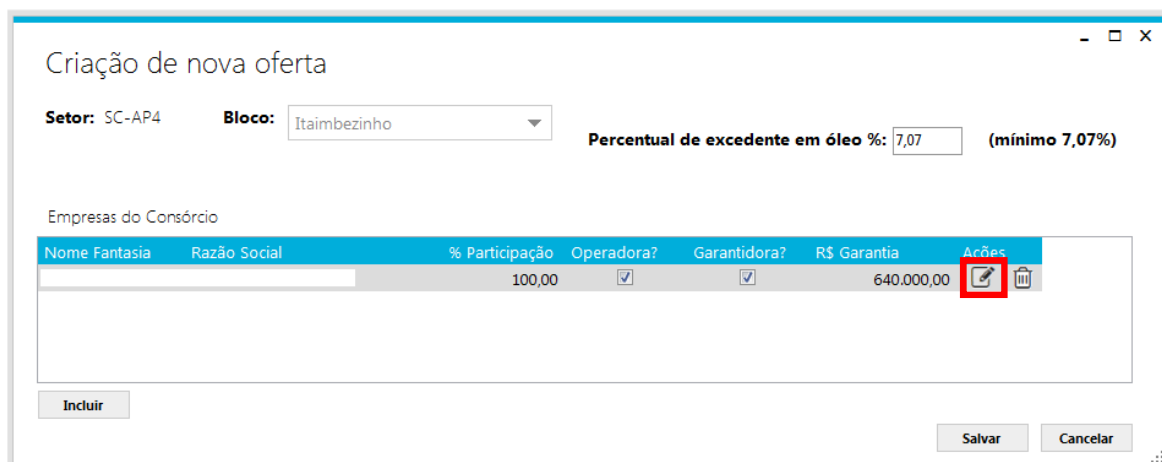 Criação de nova oferta
Setor: SC-AP4 Bloco: Itaimbezinho
Percentual de excedente em óleo %: 7,07 (mínimo 7,07%)
Empresas do Consórcio
Nome Fantasia Razão Social % Participação Operadora? Garantidora? R$ Garantia Ações
100,00 640.000,00
Incluir
Salvar Cancelar